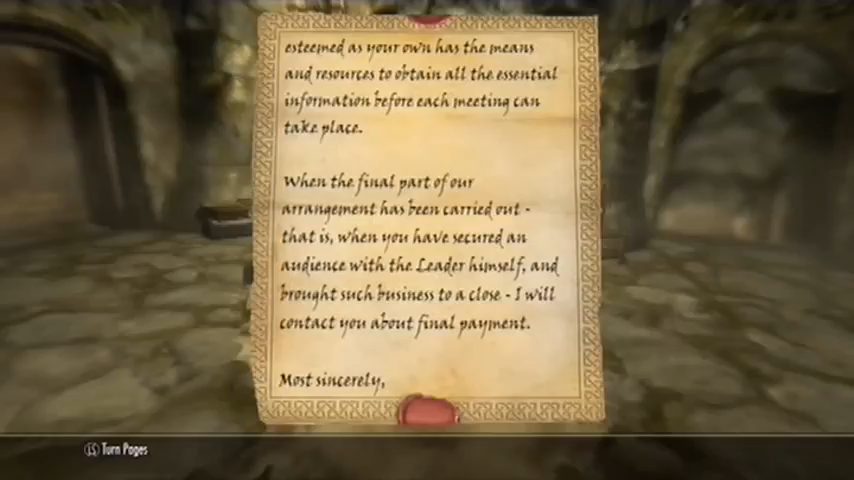 esteemed as your own has the means
and resources to obtain all the essential
information before each meeting can
take place.
When the final part of our
arrangement has been carried out -
that is, when you have secured an
audience with the Leader himself, and
brought such business to a close - I will
contact you about final payment.
Most sincerely,
LS Turn Pages